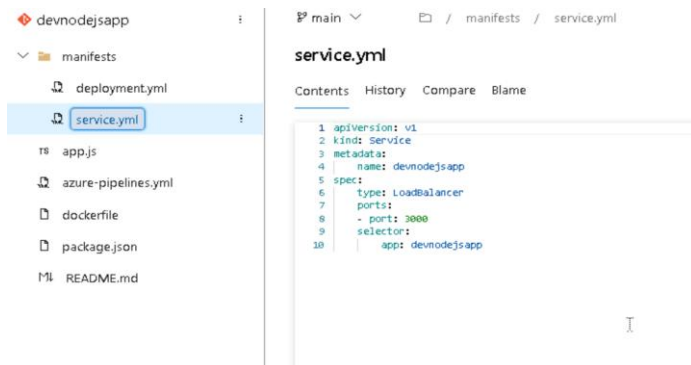 devnodejsapp
manifests
deployment.yml
service.yml
app.js
azure-pipelines.yml
dockerfile
package.json
README.md
main
/ manifests / service.yml
service.yml
Contents History Compare Blame
1 apiVersion: v1
2 kind: Service
3 metadata:
4 name: devnodejsapp
5 spec:
6 type: LoadBalancer
7 ports:
8 - port: 3000
9 selector:
10 app: devnodejsapp